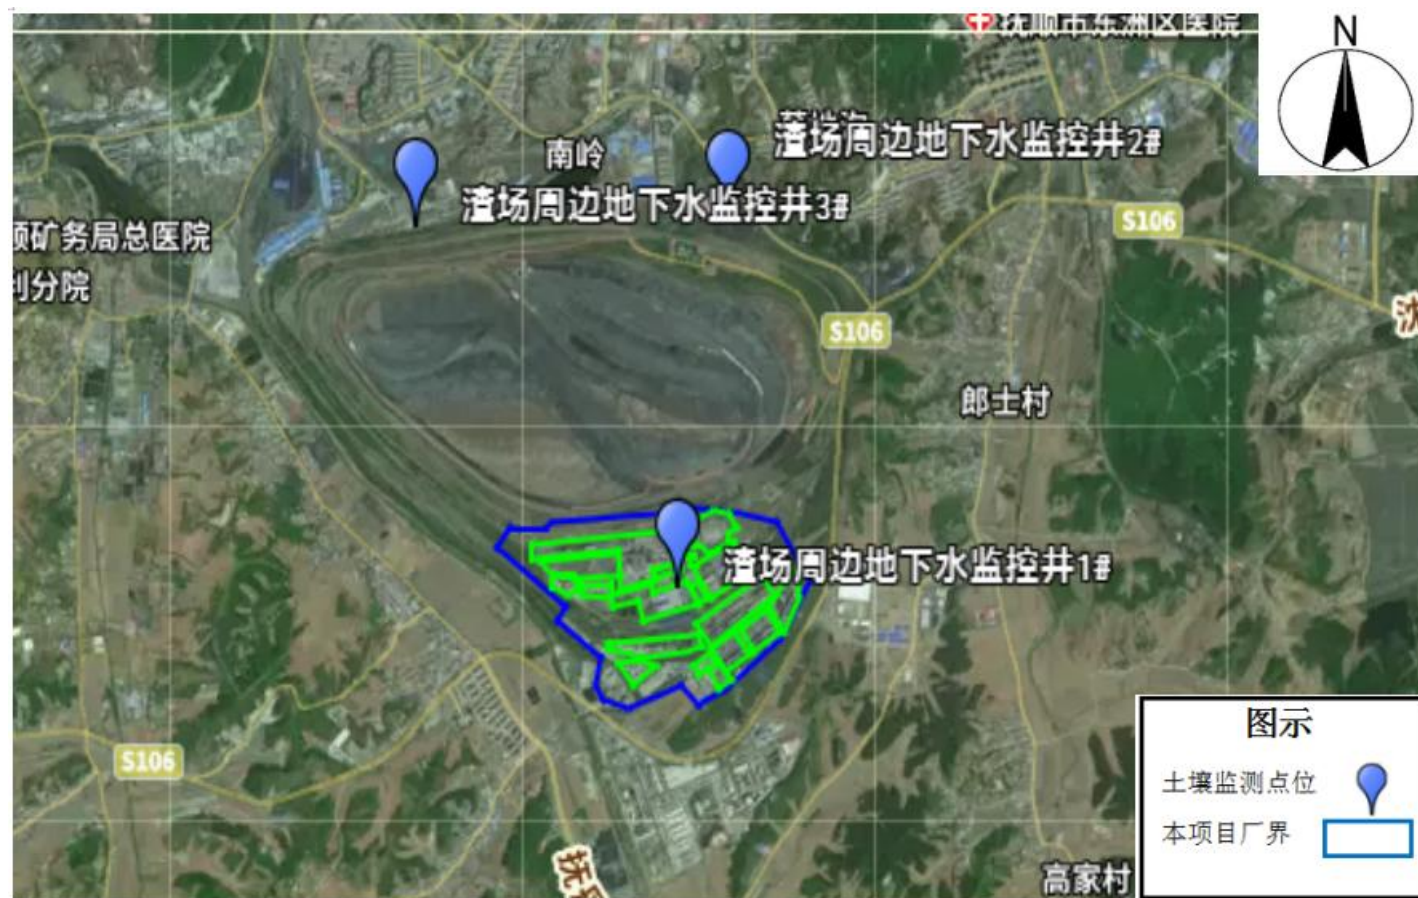 抚顺市东洲区医院
N
渣场周边地下水监控井2#
南岭
渣场周边地下水监控井3#
S106
顾矿务局总医院
利分院
S106
郎士村
渣场周边地下水监控井1#
图示
S106
土壤监测点位
本项目厂界
高家村